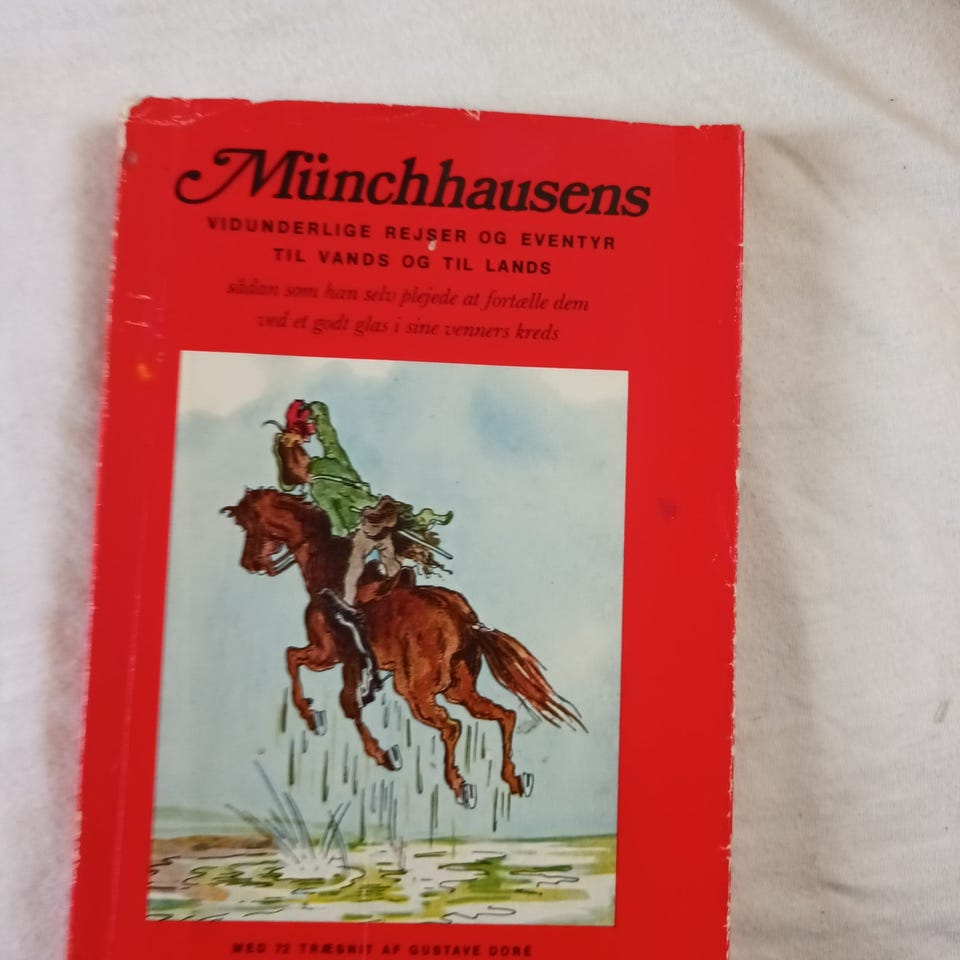 Münchhausens
VIDUNDERLIGE REJSER OG EVENTYR
TIL VANDS OG TIL LANDS
sådan som han selv plejede at fortælle dem
ved et godt glas i sine venners kreds
MED 72 TRÆSNIT AF GUSTAVE DORÉ